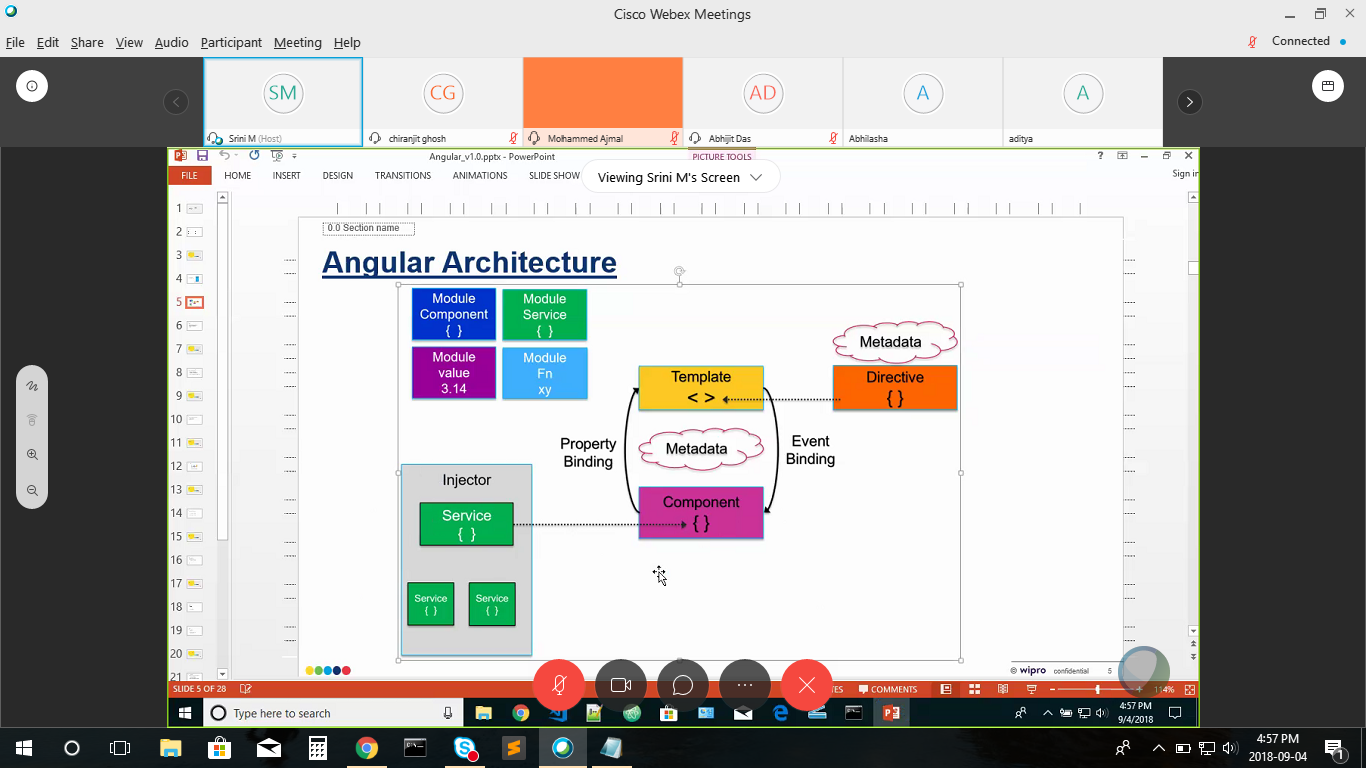 Cisco Webex Meetings
File Edit Share View Audio Participant Meeting Help
Connected
SM
CG
AD
A
A
Srini M (Host)
chiranjit ghosh
Mohammed Ajmal
Abhijit Das
Abhilasha
aditya
Angular_v1.0.pptx - PowerPoint
PICTURE TOOLS
?
FILE HOME INSERT DESIGN TRANSITIONS ANIMATIONS SLIDE SHOW
Viewing Srini M's Screen
Sign in
1
2
3
4
5
6
7
8
9
10
11
12
13
14
15
16
17
18
19
20
21
0.0 Section name
Angular Architecture
Module
Component
{ }
Module
Service
{ }
Module
value
3.14
Module
Fn
xy
Metadata
Template
< >
Directive
{ }
Property
Binding
Metadata
Event
Binding
Component
{ }
Injector
Service
{ }
Service
{ }
Service
{ }
© wipro confidential 5
SLIDE 5 OF 28
COMMENTS
114%
Type here to search
4:57 PM
9/4/2018
4:57 PM
2018-09-04
1